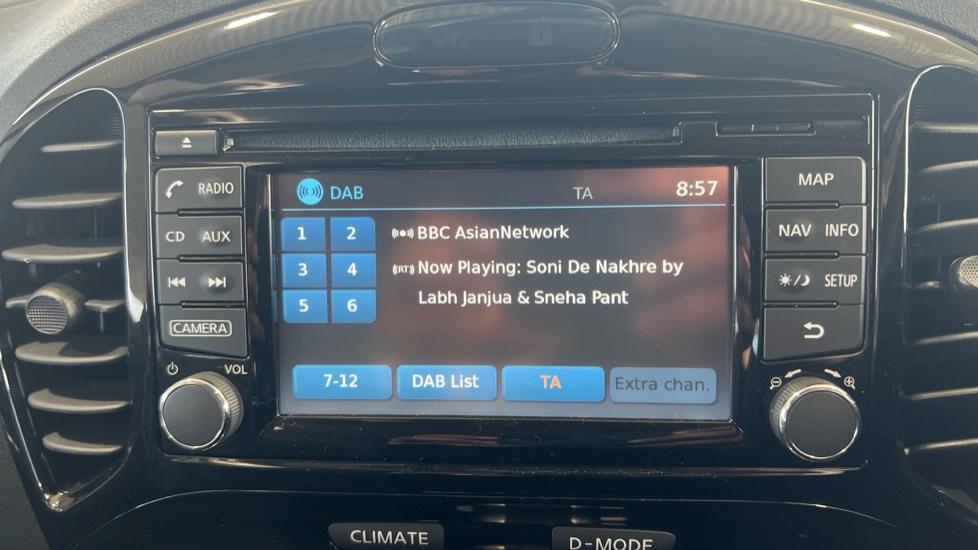 RADIO
CD AUX
CAMERA
VOL
DAB TA 8:57
1 2
3 4
5 6
BBC AsianNetwork
(RT) Now Playing: Soni De Nakhre by
Labh Janjua & Sneha Pant
7-12 DAB List TA Extra chan.
MAP
NAV INFO
SETUP
CLIMATE
D-MODE